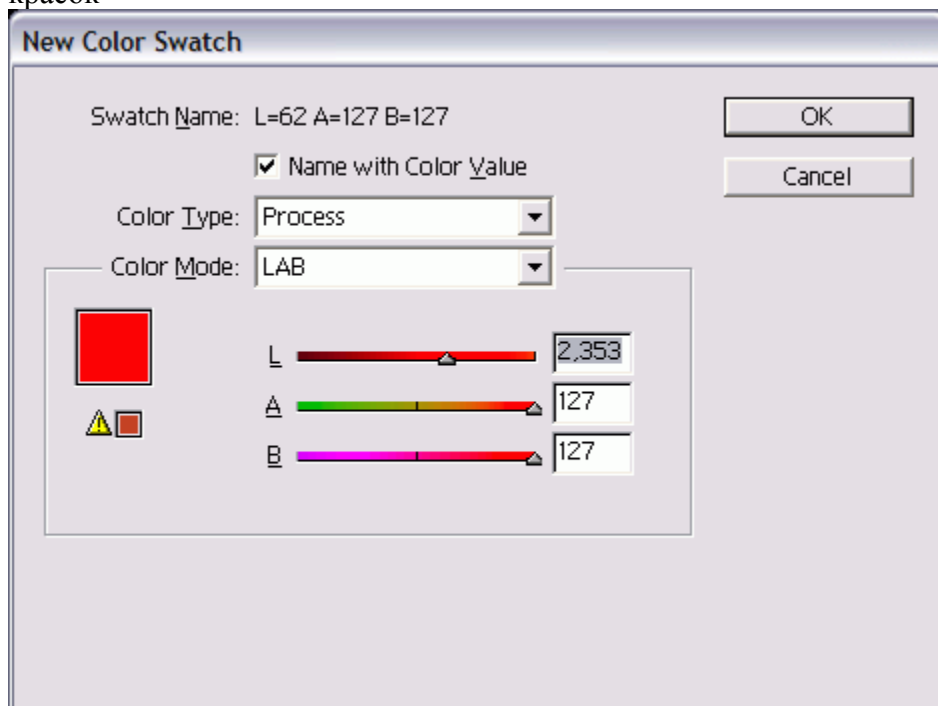 красок
New Color Swatch
Swatch Name: L=62 A=127 B=127
OK
Name with Color Value
Cancel
Color Type: Process
Color Mode: LAB
L 2,353
A 127
B 127